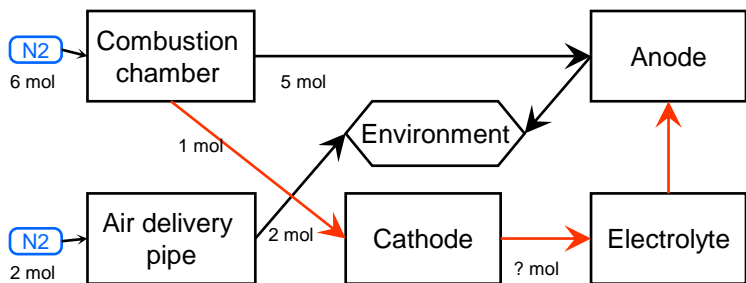 N2
6 mol
Combustion
chamber
5 mol
Anode
1 mol
Environment
N2
2 mol
Air delivery
pipe
2 mol
Cathode
? mol
Electrolyte